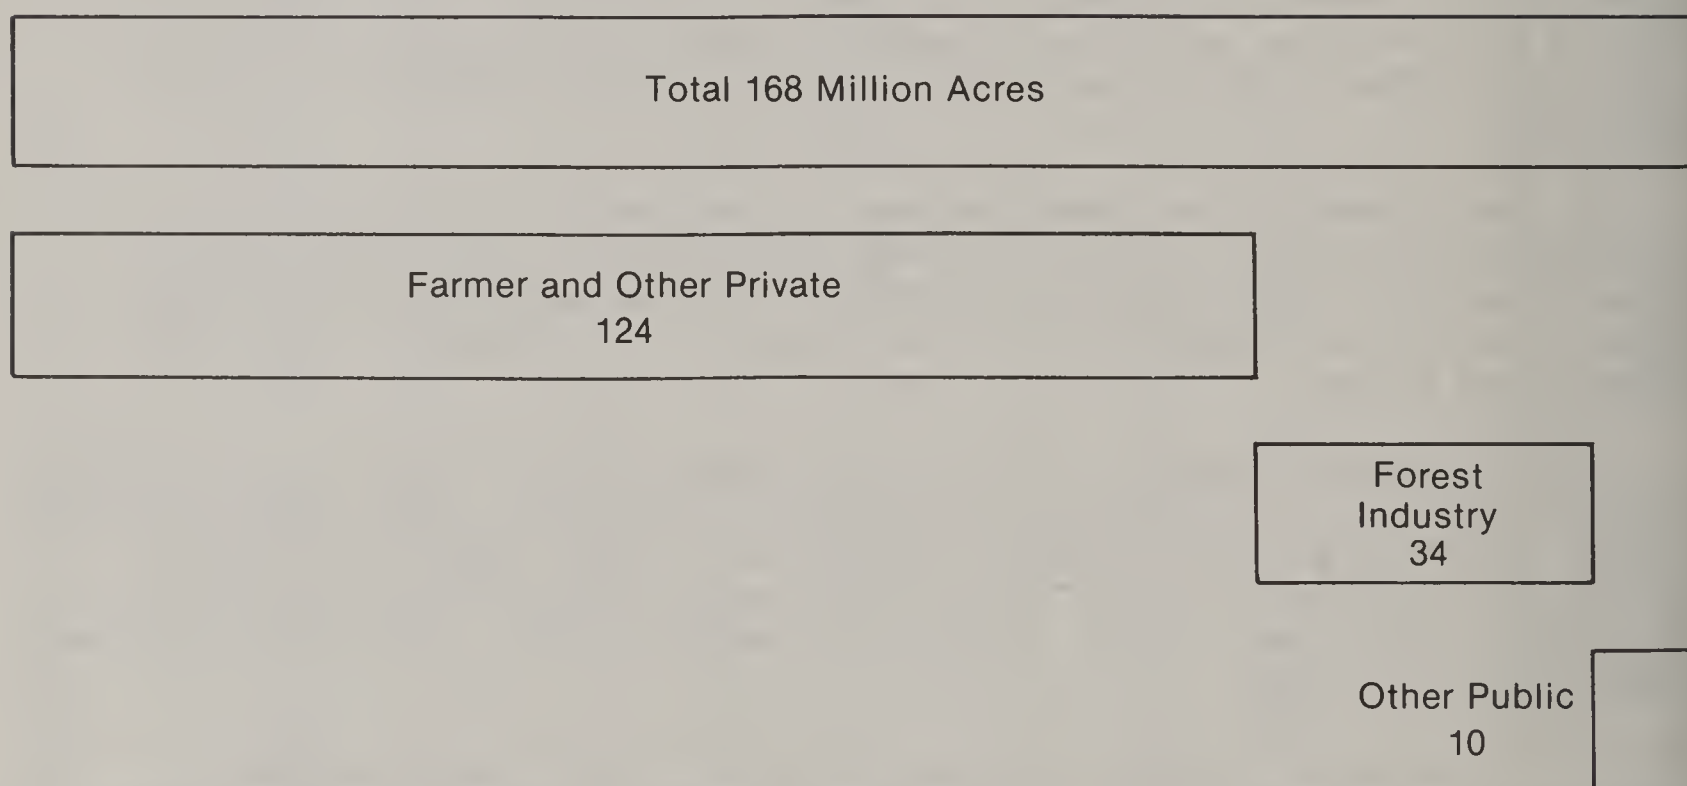 Total 168 Million Acres
Farmer and Other Private
124
Forest
Industry
34
Other Public
10